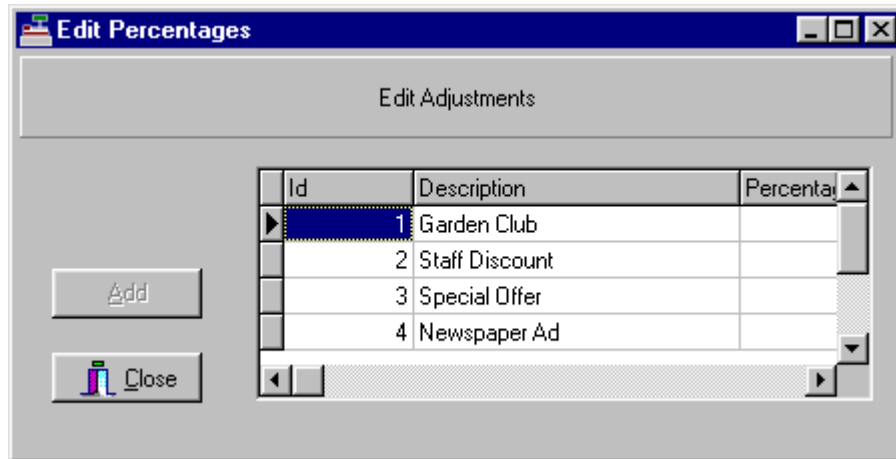 Edit Percentages
Edit Adjustments
Id Description Percentag
1 Garden Club
2 Staff Discount
3 Special Offer
4 Newspaper Ad
Add
Close